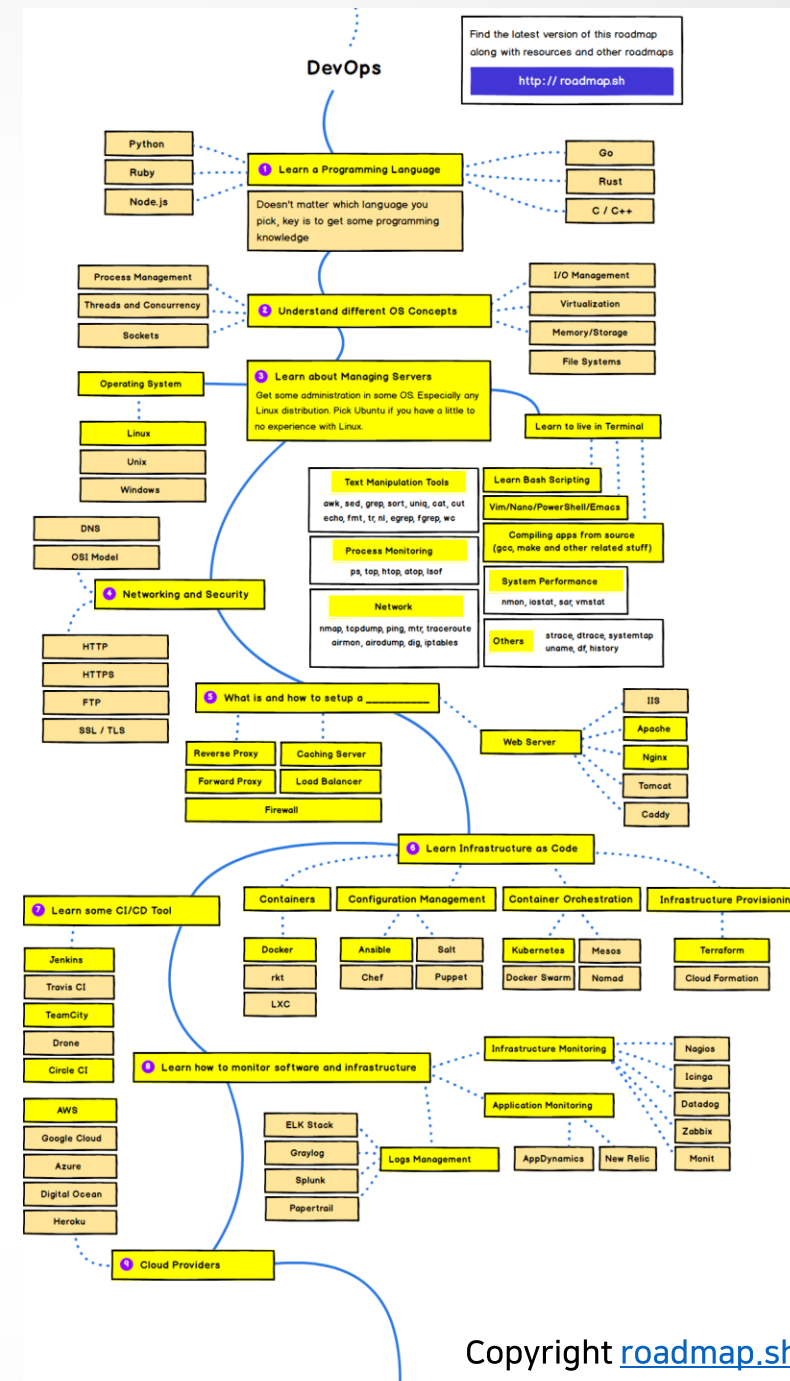 Find the latest version of this roadmap
along with resources and other roadmaps
http:// roadmap.sh
DevOps
Python
Ruby
Node.js
1 Learn a Programming Language
Doesn't matter which language you
pick, key is to get some programming
knowledge
Go
Rust
C / C++
Process Management
Threads and Concurrency
Sockets
2 Understand different OS Concepts
I/O Management
Virtualization
Memory/Storage
File Systems
Operating System
Linux
Unix
Windows
3 Learn about Managing Servers
Get some administration in some OS. Especially any
Linux distribution. Pick Ubuntu if you have a little to
no experience with Linux.
Learn to live in Terminal
Text Manipulation Tools
awk, sed, grep, sort, uniq, cat, cut
echo, fmt, tr, nl, egrep, fgrep, wc
Process Monitoring
ps, top, htop, atop, lsof
Network
nmap, tcpdump, ping, mtr, traceroute
airmon, airodump, dig, iptables
Learn Bash Scripting
Vim/Nano/PowerShell/Emacs
Compiling apps from source
(gcc, make and other related stuff)
System Performance
nmon, iostat, sar, vmstat
Others
strace, dtrace, systemtap
uname, df, history
DNS
OSI Model
4 Networking and Security
HTTP
HTTPS
FTP
SSL / TLS
5 What is and how to setup a __________
Reverse Proxy
Caching Server
Forward Proxy
Load Balancer
Firewall
Web Server
IIS
Apache
Nginx
Tomcat
Caddy
6 Learn Infrastructure as Code
Containers
Docker
rkt
LXC
Configuration Management
Ansible
Salt
Chef
Puppet
Container Orchestration
Kubernetes
Mesos
Docker Swarm
Nomad
Infrastructure Provisionin
Terraform
Cloud Formation
7 Learn some CI/CD Tool
Jenkins
Travis CI
TeamCity
Drone
Circle CI
8 Learn how to monitor software and infrastructure
Infrastructure Monitoring
Nagios
Icinga
Datadog
Zabbix
Monit
Application Monitoring
AppDynamics
New Relic
Logs Management
ELK Stack
Graylog
Splunk
Papertrail
AWS
Google Cloud
Azure
Digital Ocean
Heroku
9 Cloud Providers
Copyright roadmap.sh